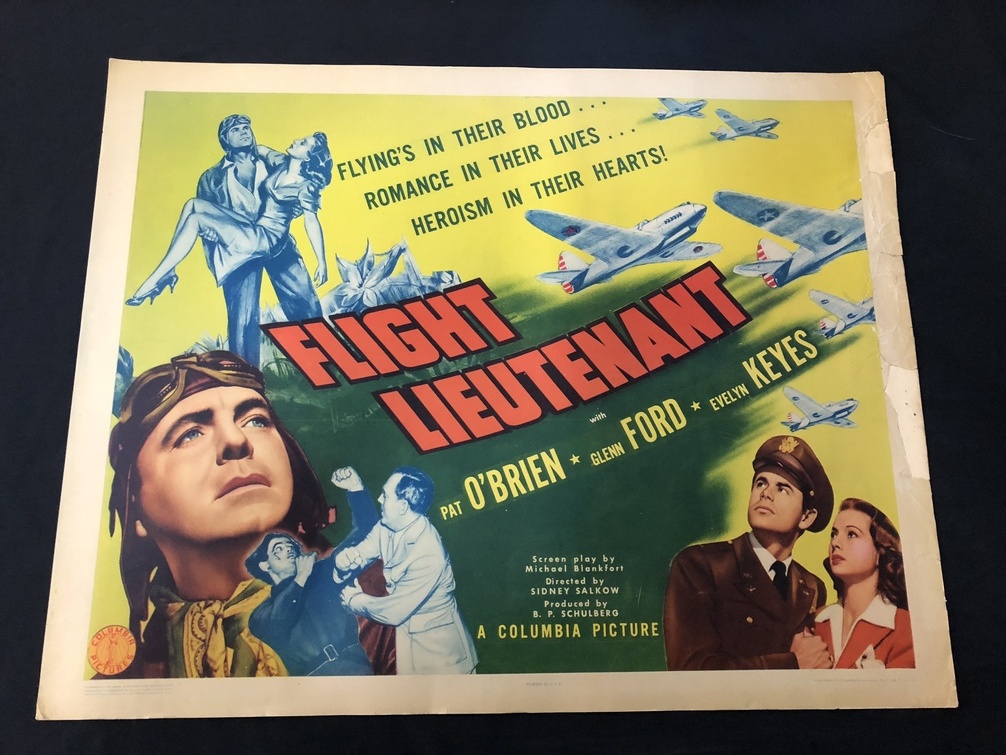 FLYING'S IN THEIR BLOOD...
ROMANCE IN THEIR LIVES...
HEROISM IN THEIR HEARTS!
FLIGHT
LIEUTENANT
with
PAT O'BRIEN ★ GLENN FORD ★ EVELYN KEYES
Screen play by
Michael Blankfort
Directed by
SIDNEY SALKOW
Produced by
B. P. SCHULBERG
A COLUMBIA PICTURE
COLUMBIA
PICTURES